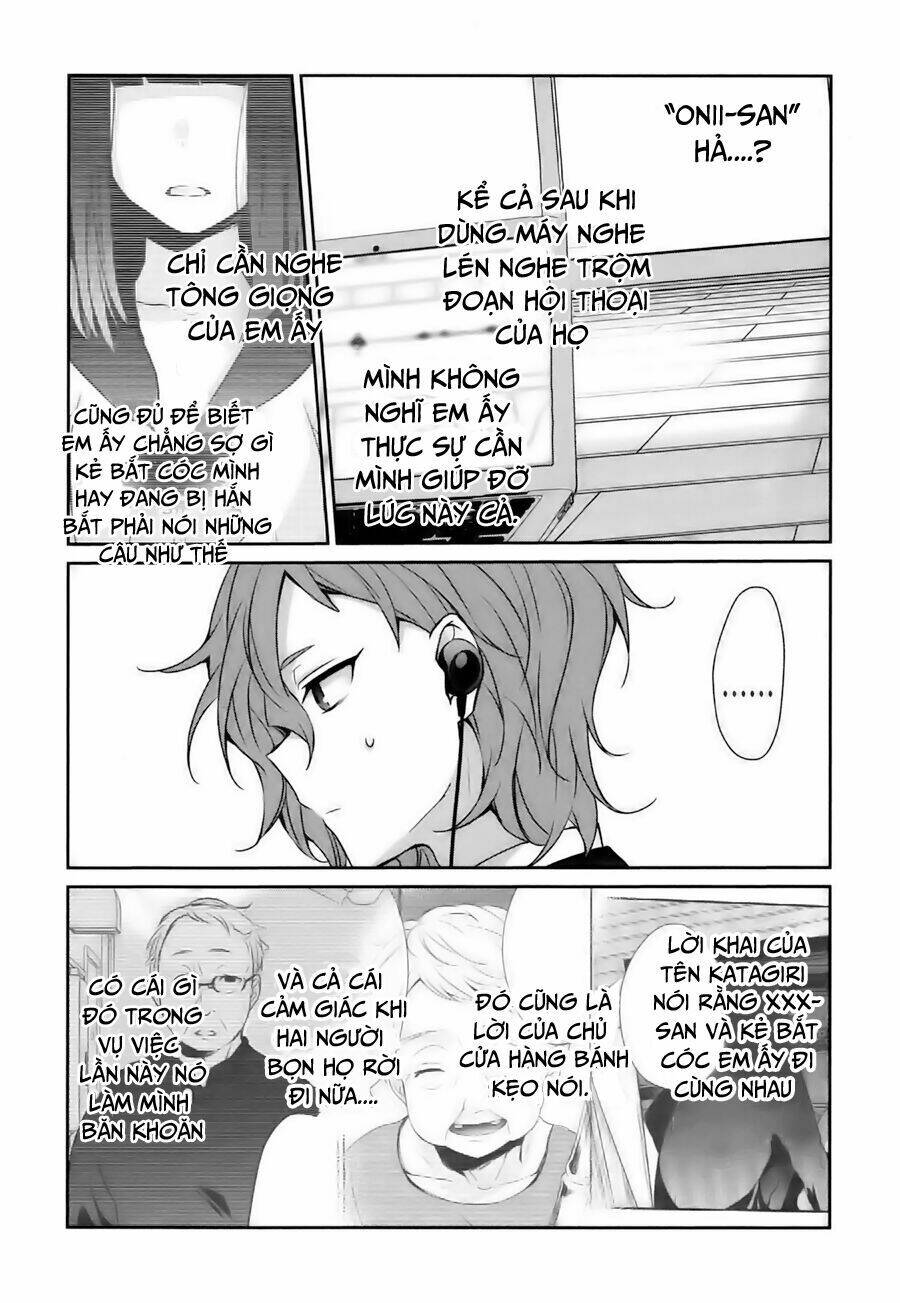 "ONII-SAN"
HẢ....?
KỂ CẢ SAU KHI
DÙNG MÁY NGHE
LÉN NGHE TRỘM
ĐOẠN HỘI THOẠI
CỦA HỌ
MÌNH KHÔNG
NGHĨ EM ẤY
THỰC SỰ CẦN
MÌNH GIÚP ĐỠ
LÚC NÀY CẢ.
CHỈ CẦN NGHE
TÔNG GIỌNG
CỦA EM ẤY
CŨNG ĐỦ ĐỂ BIẾT
EM ẤY CHẲNG SỢ GÌ
KẺ BẮT CÓC MÌNH
HAY ĐANG BỊ HẮN
BẮT PHẢI NÓI NHỮNG
CÂU NHƯ THẾ
......
LỜI KHAI CỦA
TÊN KATAGIRI
NÓI RẰNG XXX-
SAN VÀ KẺ BẮT
CÓC EM ẤY ĐI
CÙNG NHAU
ĐÓ CŨNG LÀ
LỜI CỦA CHỦ
CỬA HÀNG BÁNH
KẸO NÓI.
VÀ CẢ CÁI
CẢM GIÁC KHI
HAI NGƯỜI
BỌN HỌ RỜI
ĐI NỮA....
CÓ CÁI GÌ
ĐÓ TRONG
VỤ VIỆC
LẦN NÀY NÓ
LÀM MÌNH
BĂN KHOĂN